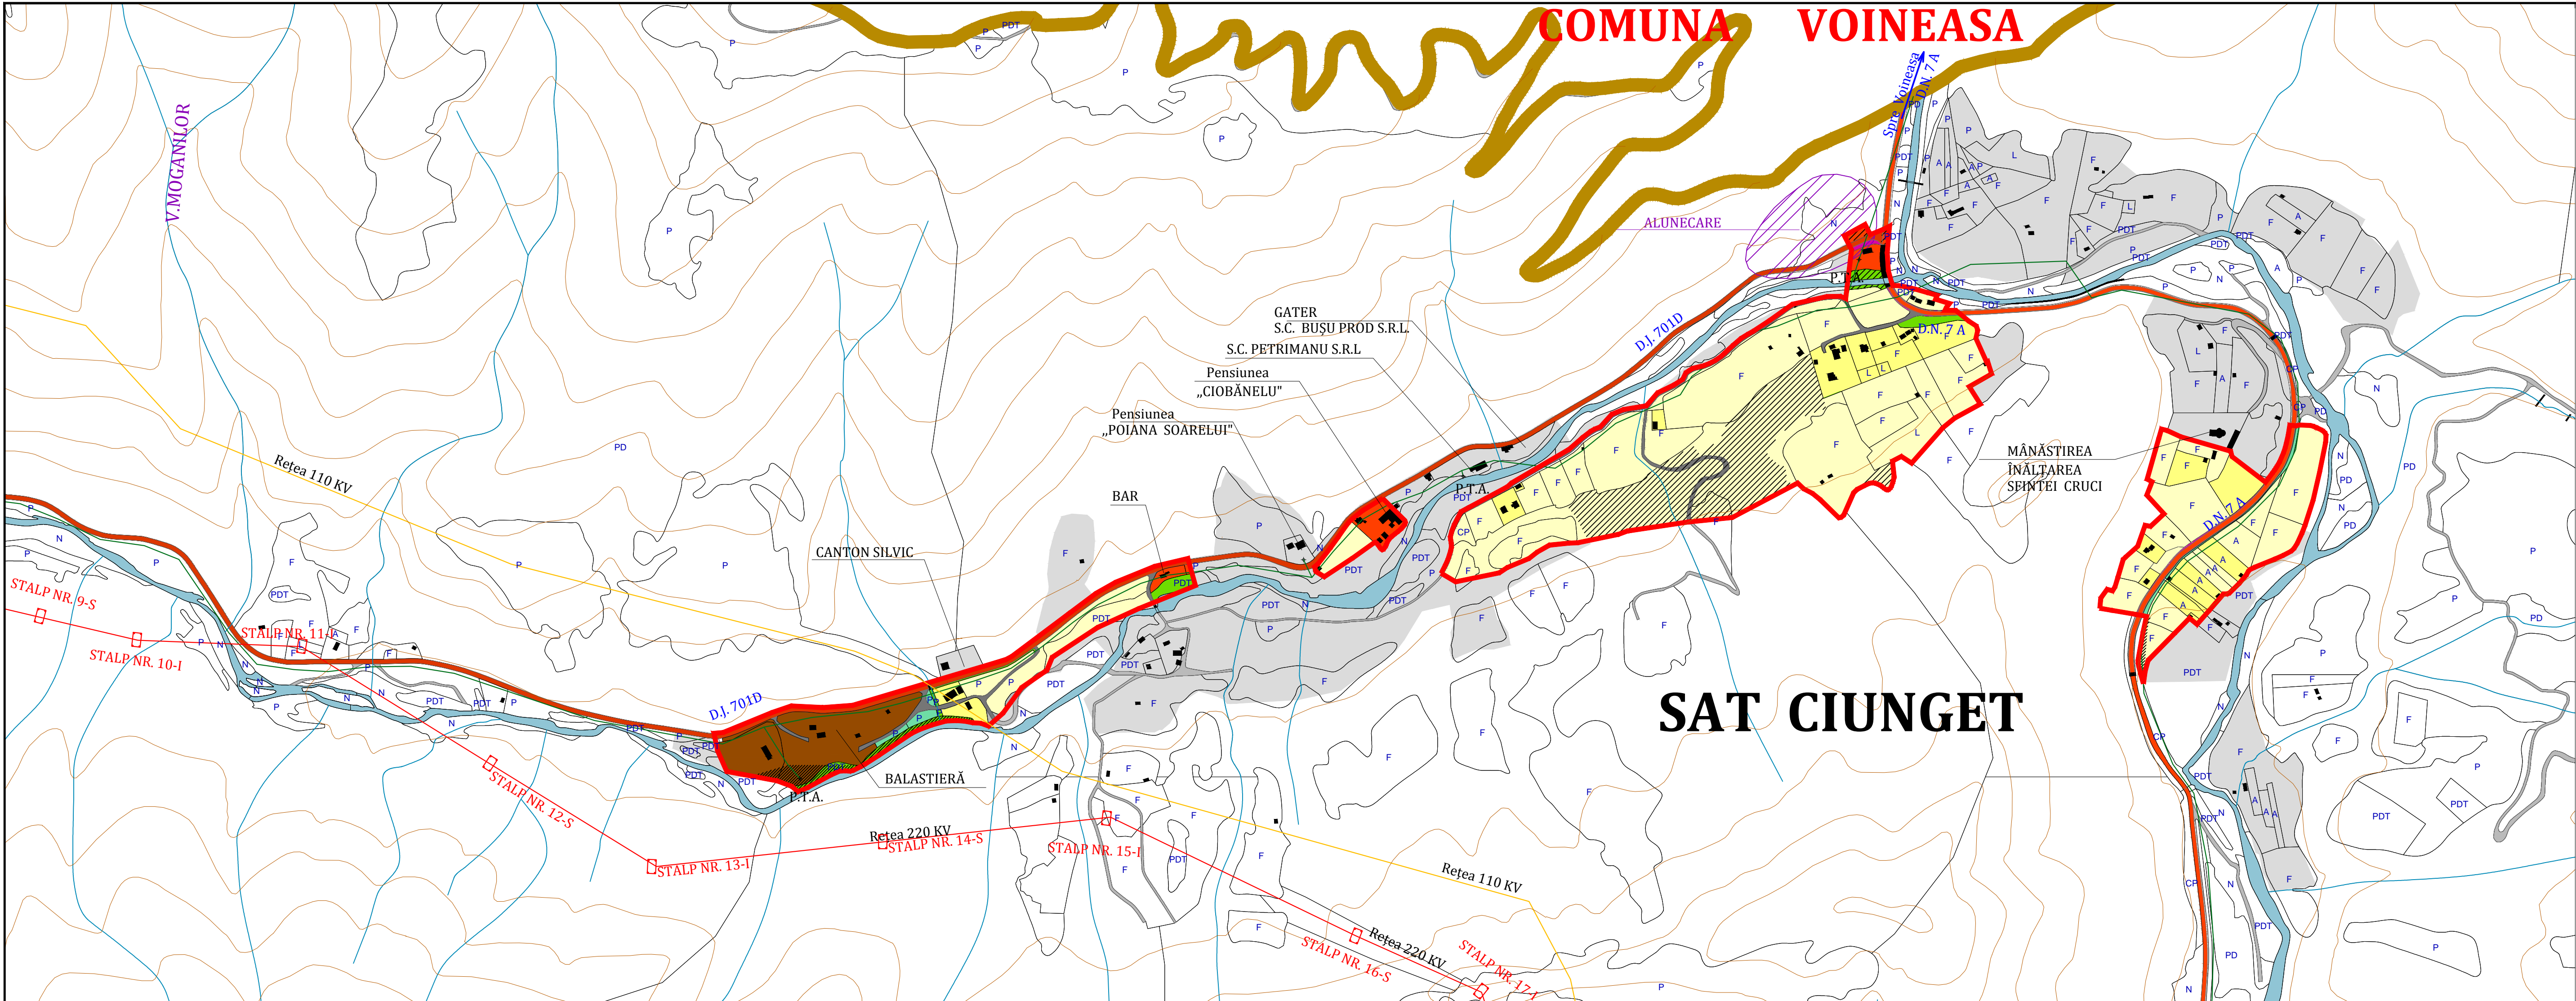 COMUNA VOINEASA
Spre Voineasa
D.N. 7 A
V.MOGANILOR
ALUNECARE
P.T.A.
GATER
S.C. BUȘU PROD S.R.L.
D.J. 701D
D.N. 7 A
S.C. PETRIMANU S.R.L
Pensiunea
,,CIOBĂNELU"
Pensiunea
,,POIANA SOARELUI"
MÂNĂSTIREA
ÎNĂLȚAREA
SFINTEI CRUCI
Rețea 110 KV
P.T.A.
BAR
D.N. 7 A
CANTON SILVIC
STALP NR. 9-S
STALP NR. 11-I
STALP NR. 10-I
D.J. 701D
SAT CIUNGET
BALASTIERĂ
STALP NR. 12-S
P.T.A.
Rețea 220 KV
STALP NR. 14-S
STALP NR. 15-I
STALP NR. 13-I
Rețea 110 KV
Rețea 220 KV
STALP NR. 16-S
STALP NR. 17-I